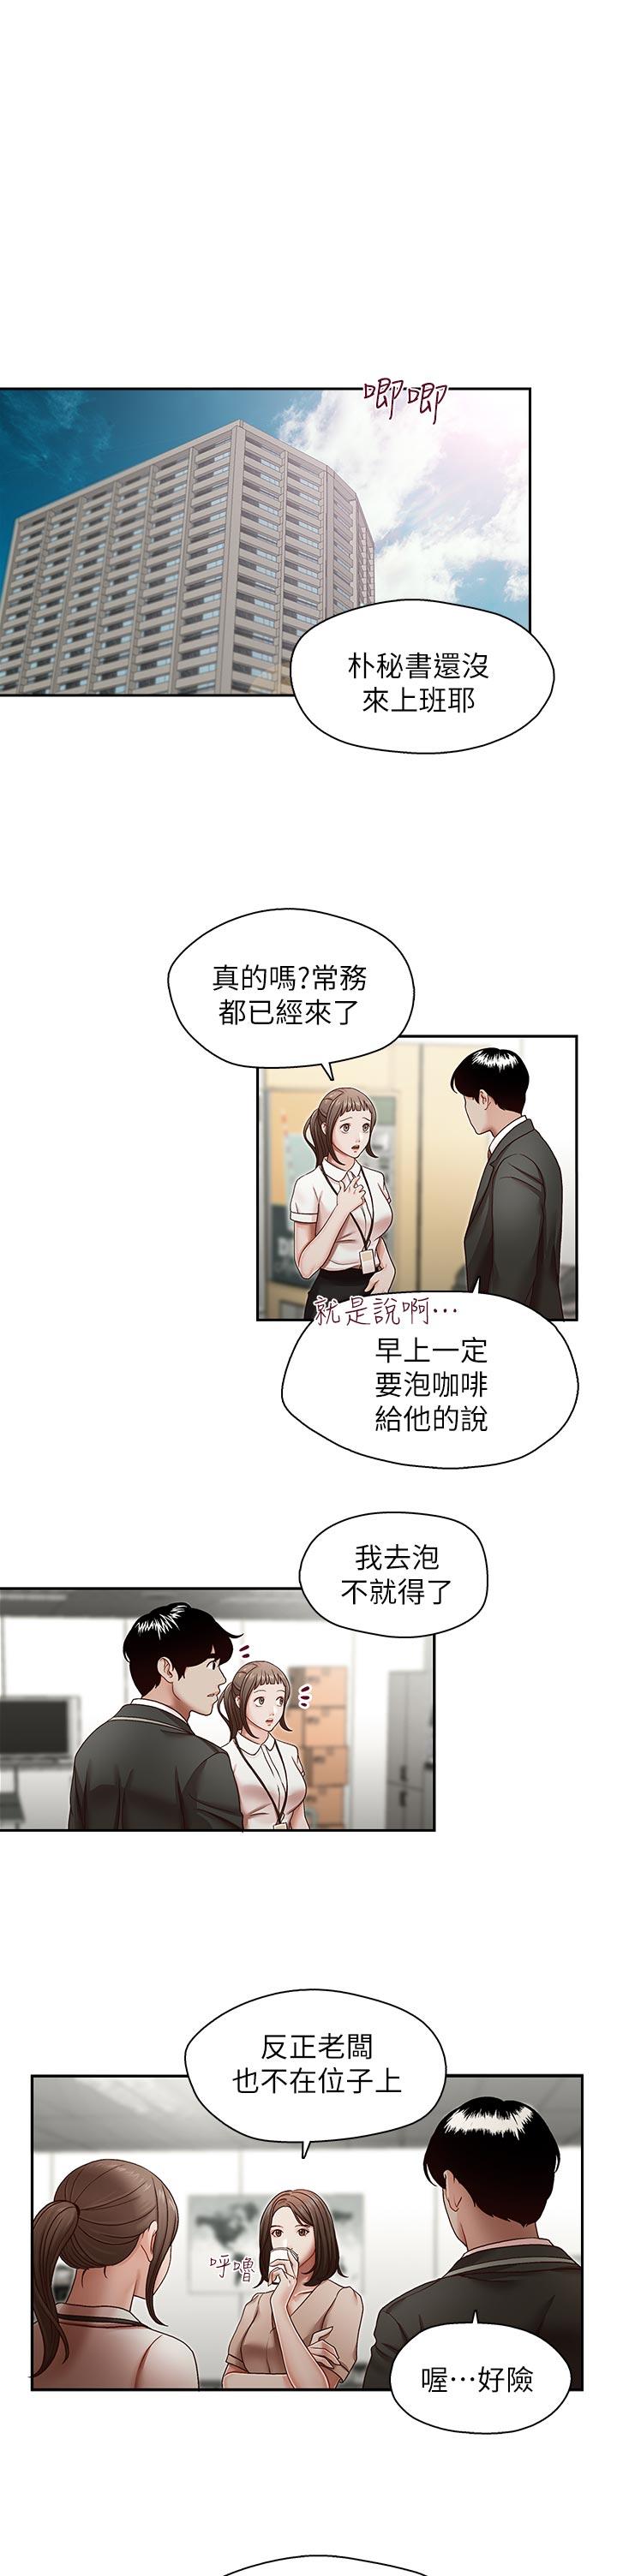 唧唧
朴秘書還沒
來上班耶
真的嗎?常務
都已經來了
就是說啊…
早上一定
要泡咖啡
給他的說
我去泡
不就得了
反正老闆
也不在位子上
呼嚕
喔…好險